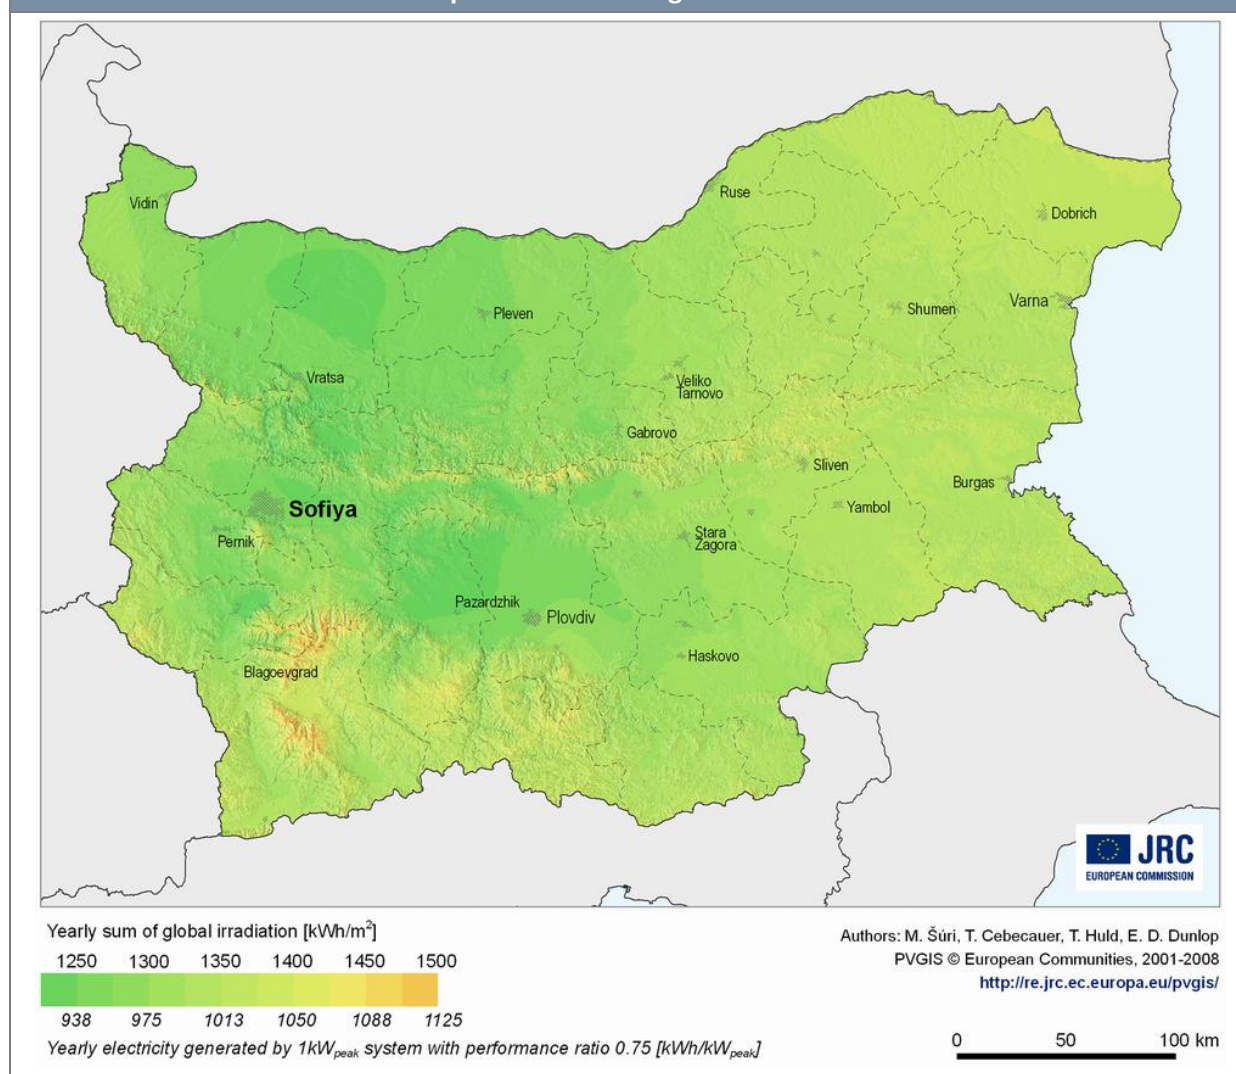 Vidin
Ruse
Dobrich
Varna
Shumen
Pleven
Vratsa
Veliko
Tarnovo
Gabrovo
Sliven
Burgas
Yambol
Sofiya
Pernik
Stara
Zagora
Pazardzhik
Plovdiv
Haskovo
Blagoevgrad
JRC
EUROPEAN COMMISSION
Yearly sum of global irradiation [kWh/m²]
1250 1300 1350 1400 1450 1500
938 975 1013 1050 1088 1125
Yearly electricity generated by 1kWpeak system with performance ratio 0.75 [kWh/kWpeak]
Authors: M. Šúri, T. Cebecauer, T. Huld, E. D. Dunlop
PVGIS © European Communities, 2001-2008
http://re.jrc.ec.europa.eu/pvgis/
0 50 100 km